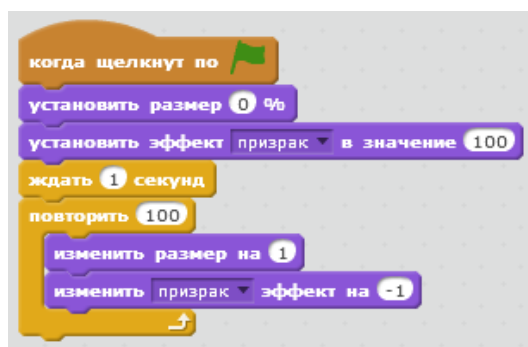 когда щелкнут по
установить размер 0 %
установить эффект призрак в значение 100
ждать 1 секунд
повторить 100
изменить размер на 1
изменить призрак эффект на -1